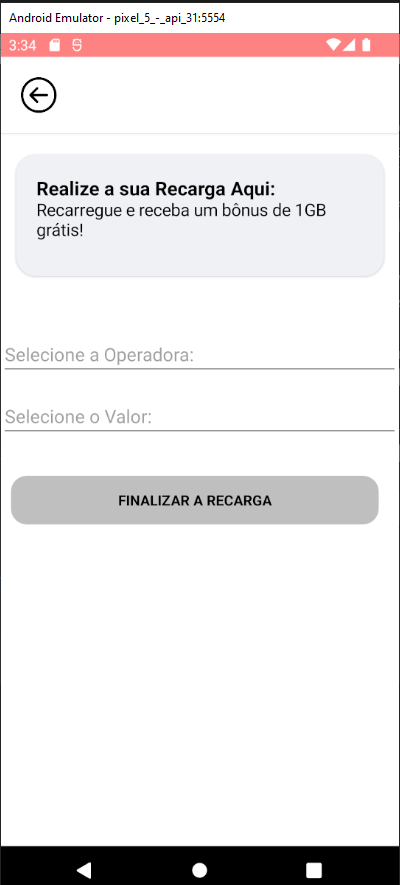 Android Emulator - pixel_5_-_api_31:5554
3:34
Realize a sua Recarga Aqui:
Recarregue e receba um bônus de 1GB
grátis!
Selecione a Operadora:
Selecione o Valor:
FINALIZAR A RECARGA